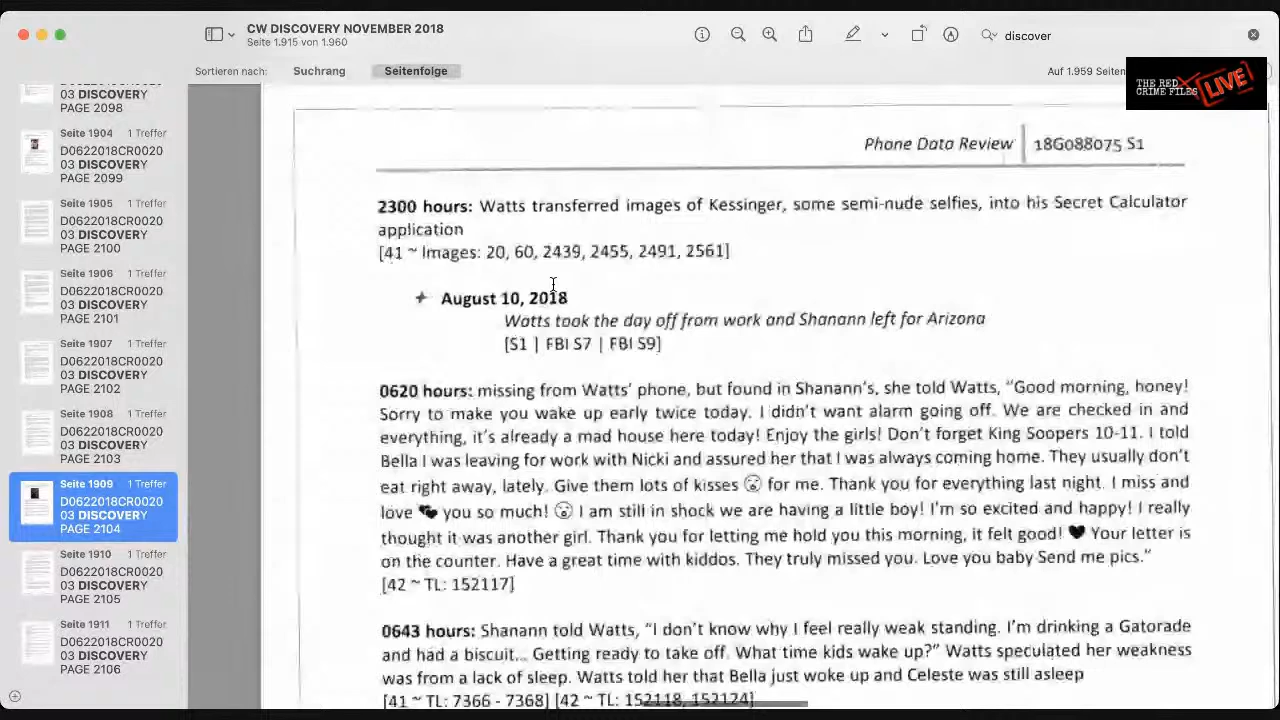 CW DISCOVERY NOVEMBER 2018
Seite 1.915 von 1.960
discover
Sortieren nach:
Suchrang
Seitenfolge
Auf 1.959 Seiten
THE RED
CRIME FILES
LIVE
03 DISCOVERY
PAGE 2098
Seite 1904 1 Treffer
D0622018CR0020
03 DISCOVERY
PAGE 2099
Seite 1905 1 Treffer
D0622018CR0020
03 DISCOVERY
PAGE 2100
Seite 1906 1 Treffer
D0622018CR0020
03 DISCOVERY
PAGE 2101
Seite 1907 1 Treffer
D0622018CR0020
03 DISCOVERY
PAGE 2102
Seite 1908 1 Treffer
D0622018CR0020
03 DISCOVERY
PAGE 2103
Seite 1909 1 Treffer
D0622018CR0020
03 DISCOVERY
PAGE 2104
Seite 1910 1 Treffer
D0622018CR0020
03 DISCOVERY
PAGE 2105
Seite 1911 1 Treffer
D0622018CR0020
03 DISCOVERY
PAGE 2106
Phone Data Review 18G088075 S1
2300 hours: Watts transferred images of Kessinger, some semi-nude selfies, into his Secret Calculator
application
[41 ~ Images: 20, 60, 2439, 2455, 2491, 2561]
August 10, 2018
Watts took the day off from work and Shanann left for Arizona
[S1 | FBI S7 | FBI S9]
0620 hours: missing from Watts' phone, but found in Shanann's, she told Watts, "Good morning, honey!
Sorry to make you wake up early twice today. I didn't want alarm going off. We are checked in and
everything, it's already a mad house here today! Enjoy the girls! Don't forget King Soopers 10-11. I told
Bella I was leaving for work with Nicki and assured her that I was always coming home. They usually don't
eat right away, lately. Give them lots of kisses 😮 for me. Thank you for everything last night. I miss and
love 💕 you so much! 😮 I am still in shock we are having a little boy! I'm so excited and happy! I really
thought it was another girl. Thank you for letting me hold you this morning, it felt good! ♥ Your letter is
on the counter. Have a great time with kiddos. They truly missed you. Love you baby Send me pics."
[42 ~ TL: 152117]
0643 hours: Shanann told Watts, "I don't know why I feel really weak standing. I'm drinking a Gatorade
and had a biscuit... Getting ready to take off. What time kids wake up?" Watts speculated her weakness
was from a lack of sleep. Watts told her that Bella just woke up and Celeste was still asleep
[41 ~ TL: 7366 - 7368] [42 ~ TL: 152118, 152124]